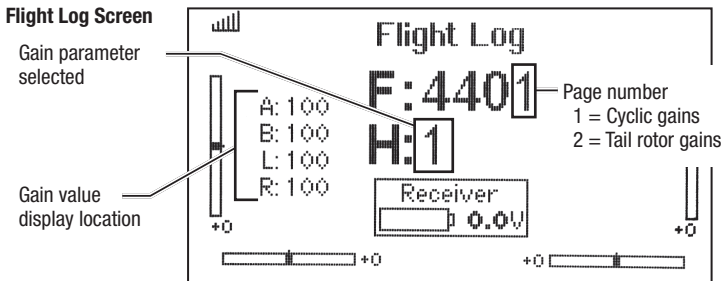 Flight Log Screen
Gain parameter
selected
Gain value
display location
Flight Log
F:4401
H:1
A: 100
B: 100
L: 100
R: 100
Receiver
0.0V
+0
+0
+0
+0
Page number
1 = Cyclic gains
2 = Tail rotor gains